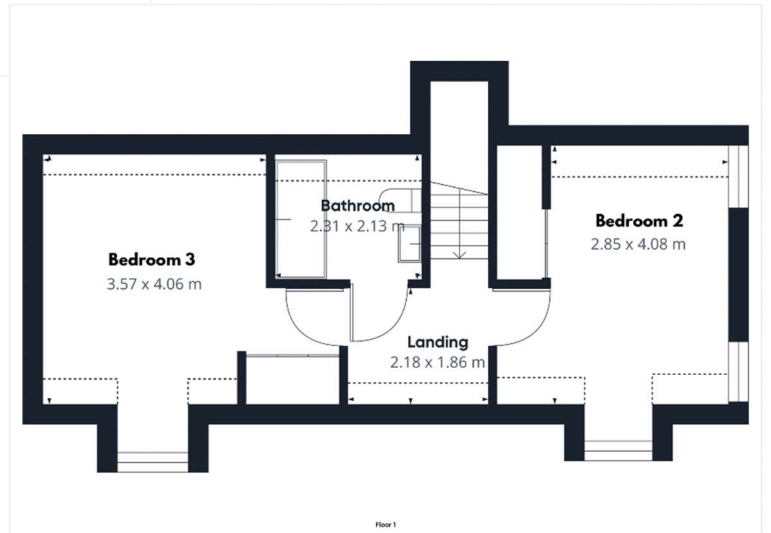 Bathroom
2.31 x 2.13 m
Bedroom 2
2.85 x 4.08 m
Bedroom 3
3.57 x 4.06 m
Landing
2.18 x 1.86 m
Floor 1